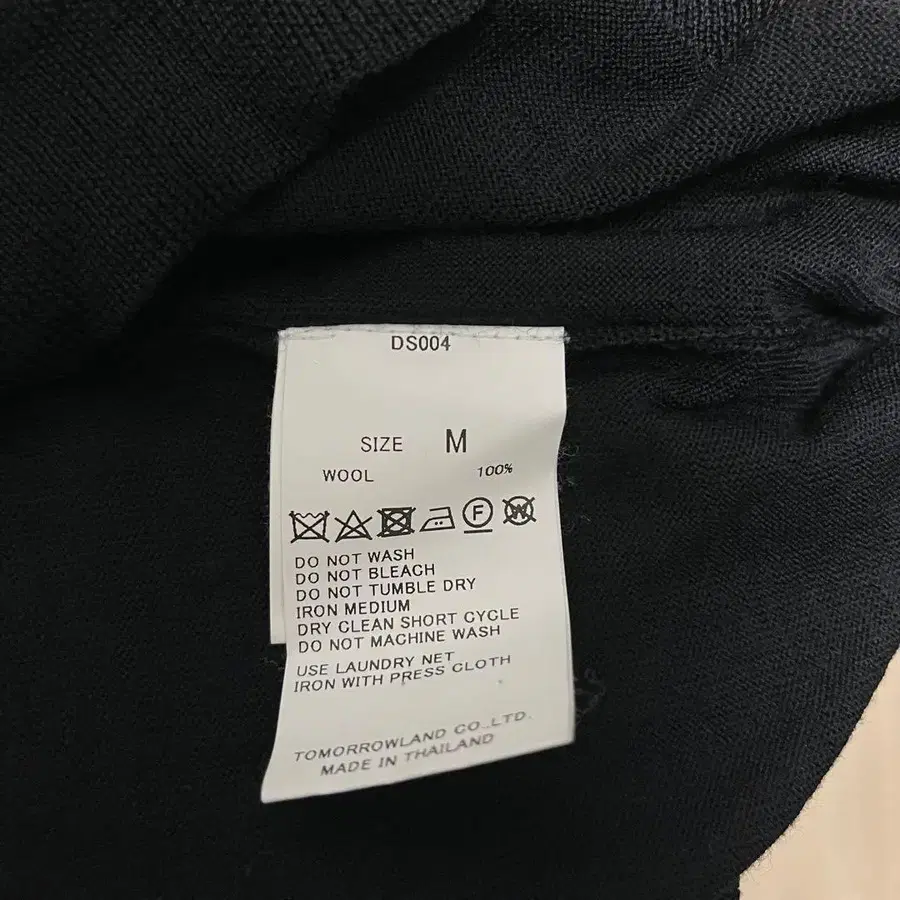 DS004
SIZE M
WOOL 100%
F W
DO NOT WASH
DO NOT BLEACH
DO NOT TUMBLE DRY
IRON MEDIUM
DRY CLEAN SHORT CYCLE
DO NOT MACHINE WASH
USE LAUNDRY NET
IRON WITH PRESS CLOTH
TOMORROWLAND CO.,LTD.
MADE IN THAILAND